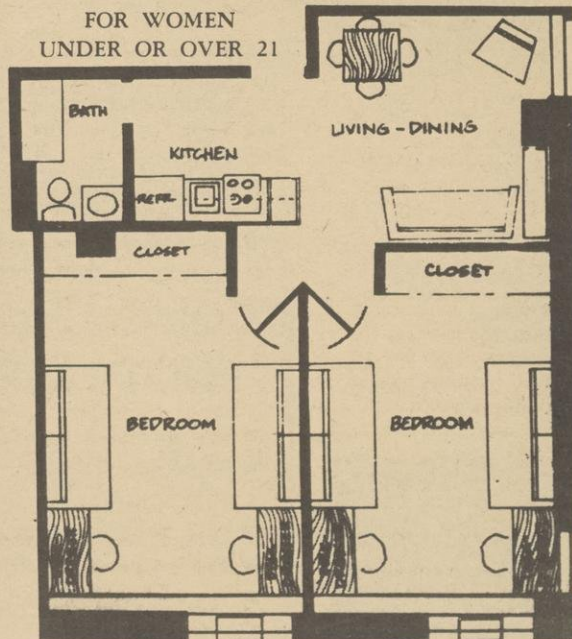 FOR WOMEN
UNDER OR OVER 21
BATH
LIVING - DINING
KITCHEN
REFR.
CLOSET
CLOSET
BEDROOM
BEDROOM